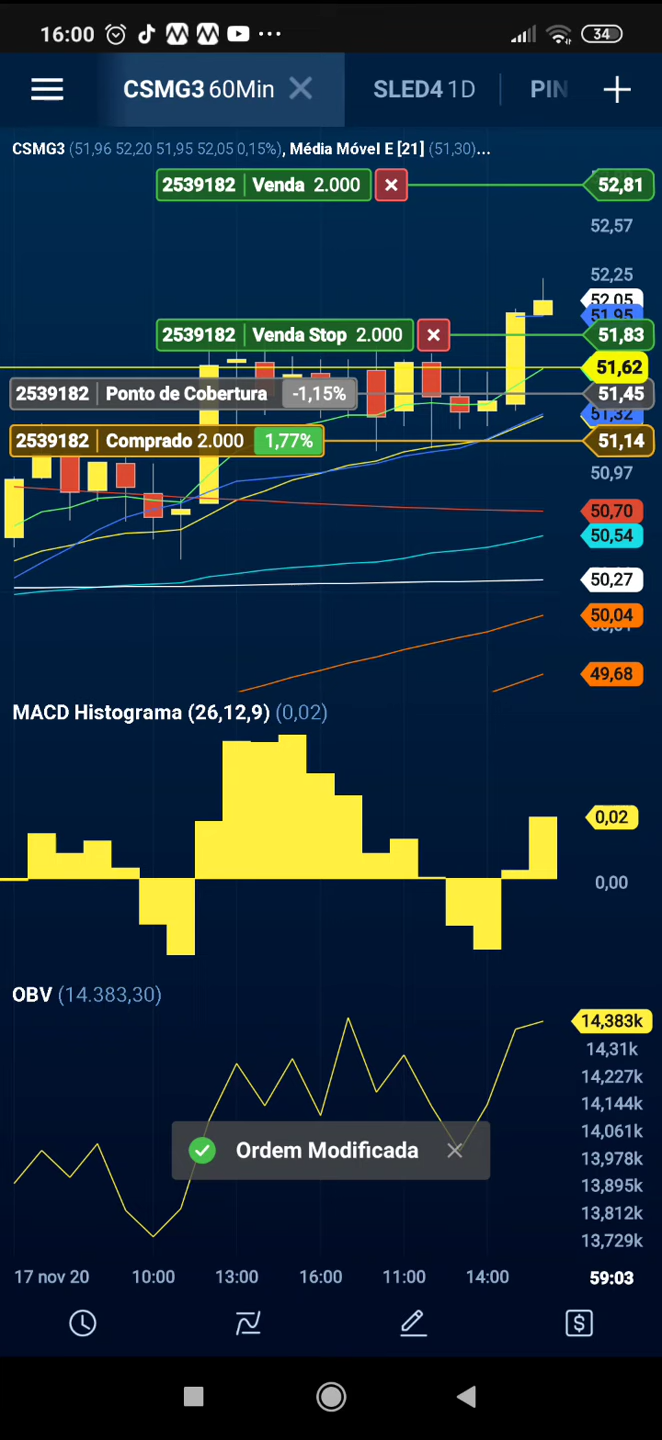 16:00
34
CSMG3 60Min
SLED4 1D
PIN
CSMG3 (51,96 52,20 51,95 52,05 0,15%), Média Móvel E [21] (51,30)...
2539182 Venda 2.000
52,81
52,57
52,25
52,05
51,95
2539182 Venda Stop 2.000
51,83
51,62
2539182 Ponto de Cobertura -1,15%
51,45
51,32
2539182 Comprado 2.000 1,77%
51,14
50,97
50,70
50,54
50,27
50,04
49,68
MACD Histograma (26,12,9) (0,02)
0,02
0,00
OBV (14.383,30)
14,383k
14,31k
14,227k
14,144k
14,061k
Ordem Modificada
13,978k
13,895k
13,812k
13,729k
17 nov 20 10:00 13:00 16:00 11:00 14:00 59:03